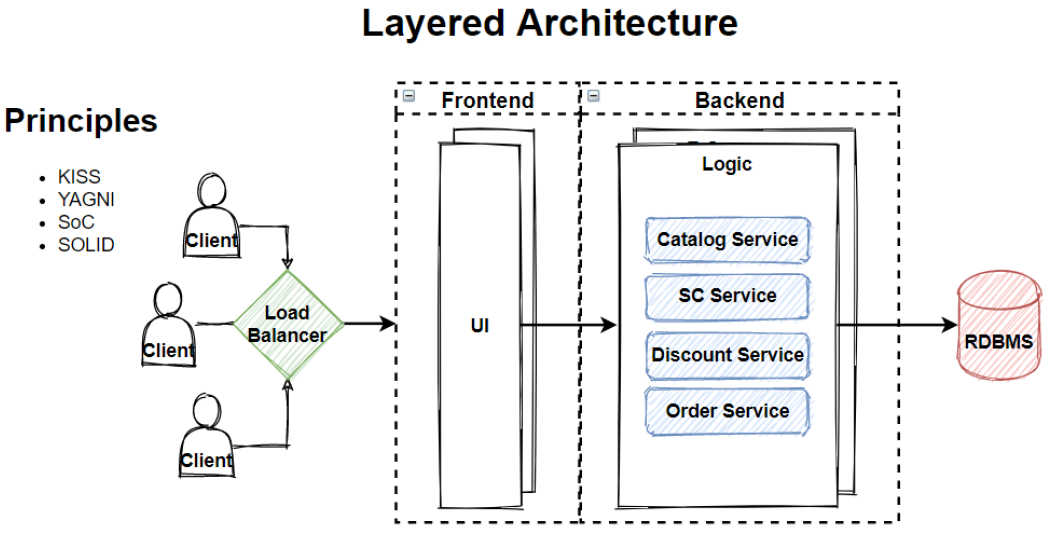 Layered Architecture
Principles
KISS
YAGNI
SoC
SOLID
Client
Client
Client
Load
Balancer
Frontend
UI
Backend
Logic
Catalog Service
SC Service
Discount Service
Order Service
RDBMS